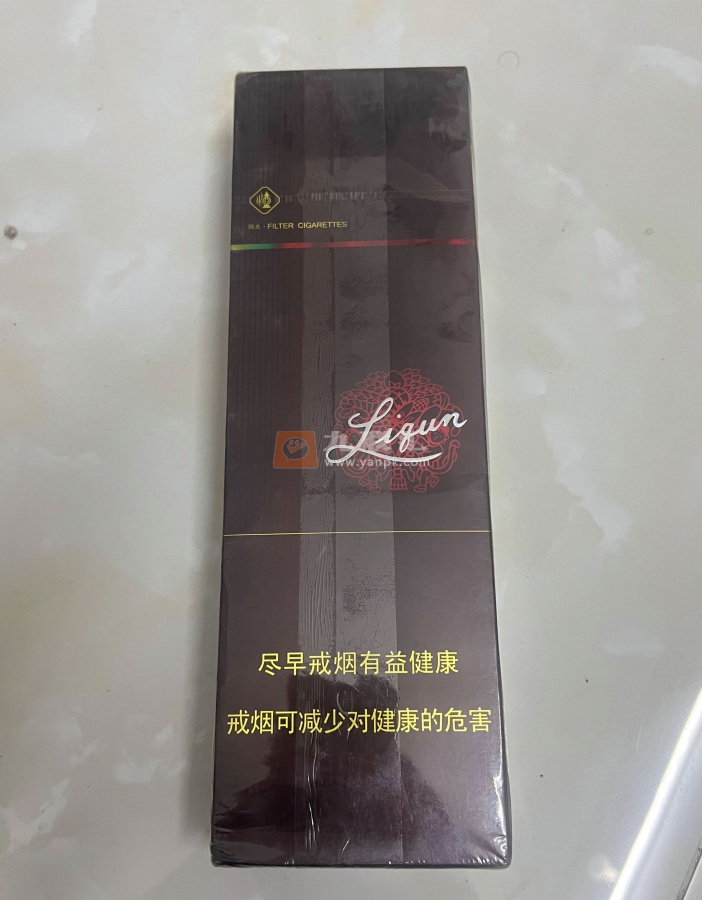 FILTER CIGARETTES
Liqun
www.yanpk.com
尽早戒烟有益健康
戒烟可减少对健康的危害